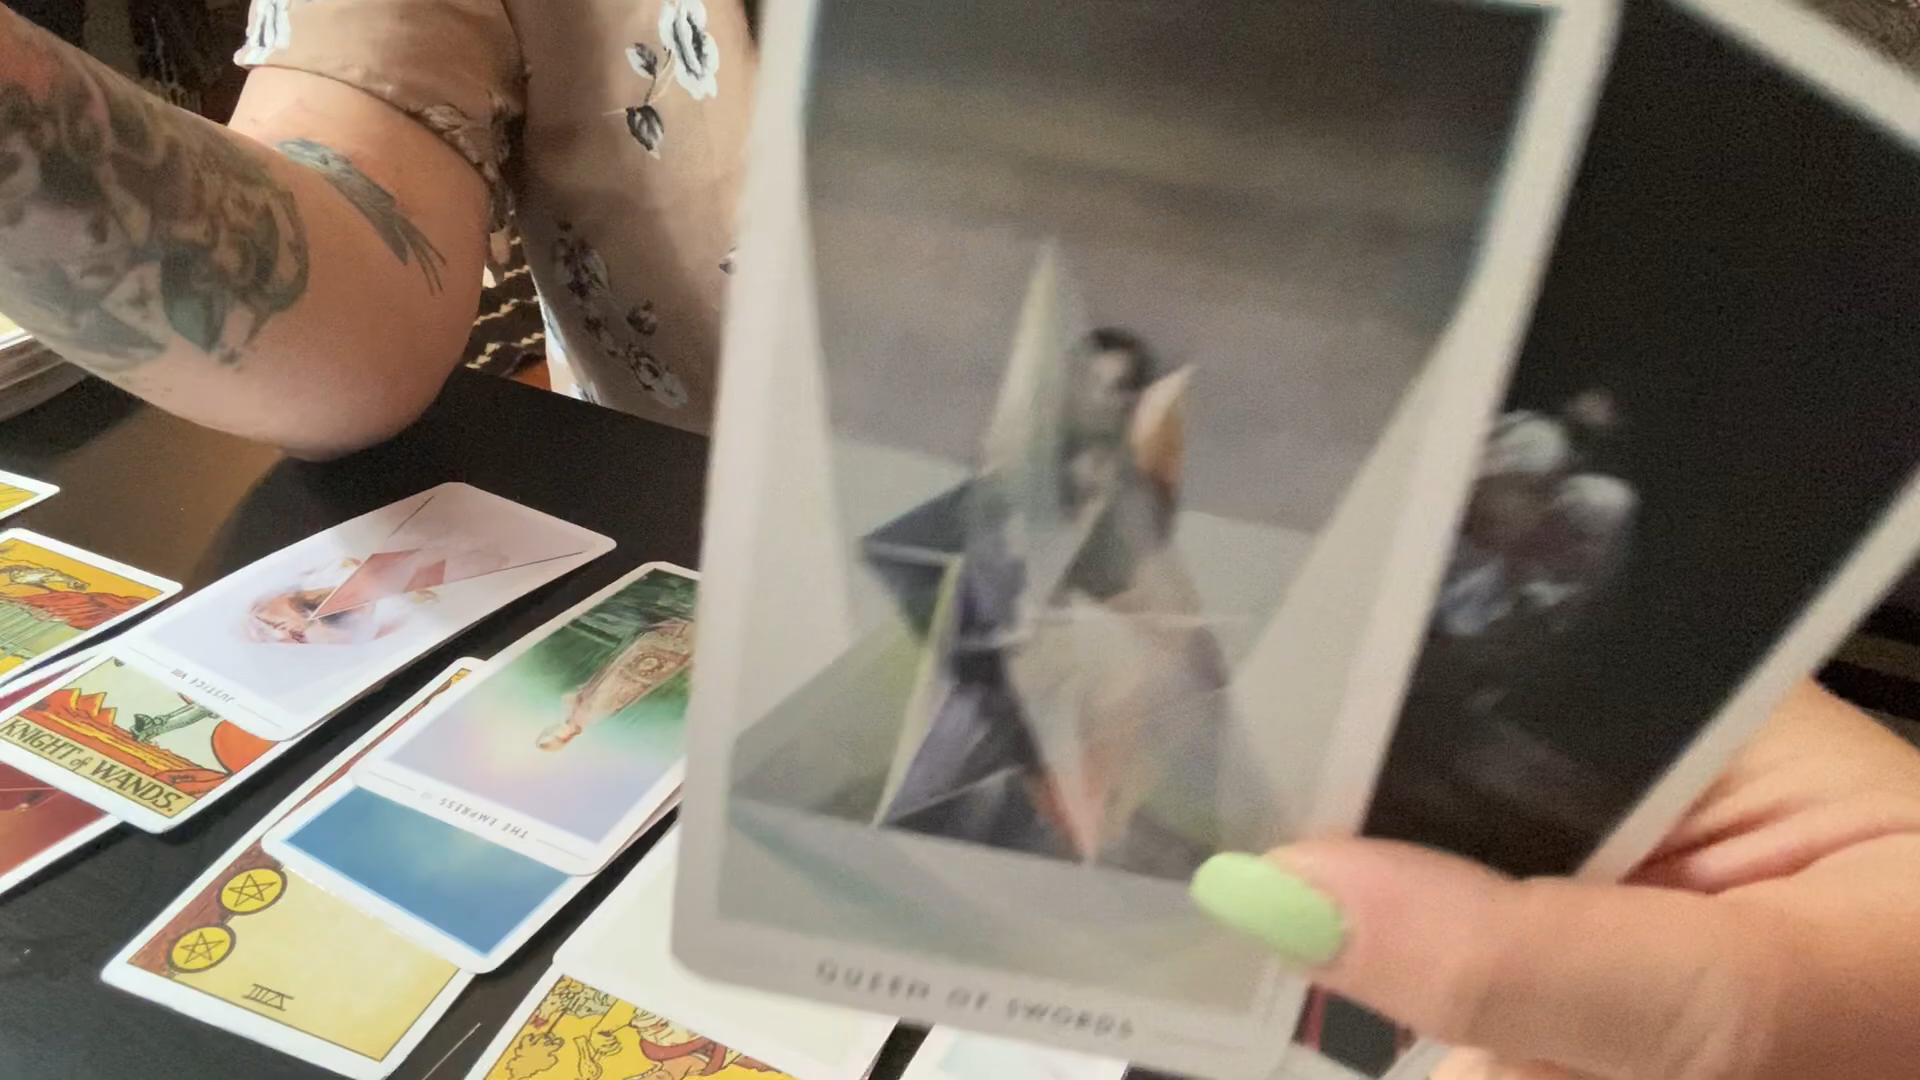 JUSTICE VIII
KNIGHT of WANDS.
THE EMPRESS
VIII
QUEEN OF SWORDS